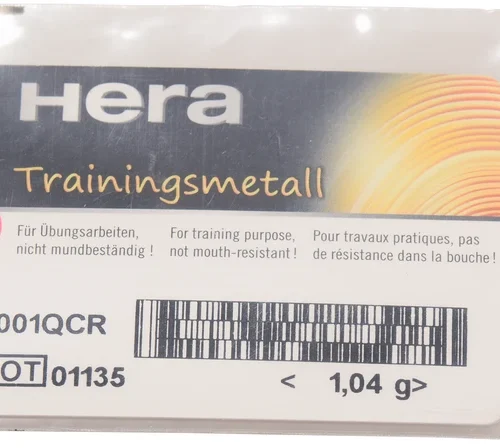 Hera
Trainingsmetall
Für Übungsarbeiten,
nicht mundbeständig !
For training purpose,
not mouth-resistant !
Pour travaux pratiques, pas
de résistance dans la bouche !
001QCR
OT 01135
< 1,04 g>